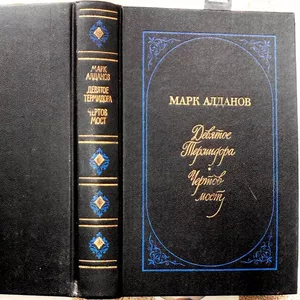 МАРК
АЛДАНОВ
ДЕВЯТОЕ
ТЕРМИДОРА
ЧЕРТОВ
МОСТ
МАРК АЛДАНОВ
Девятое
Термидора
Чертов
мост